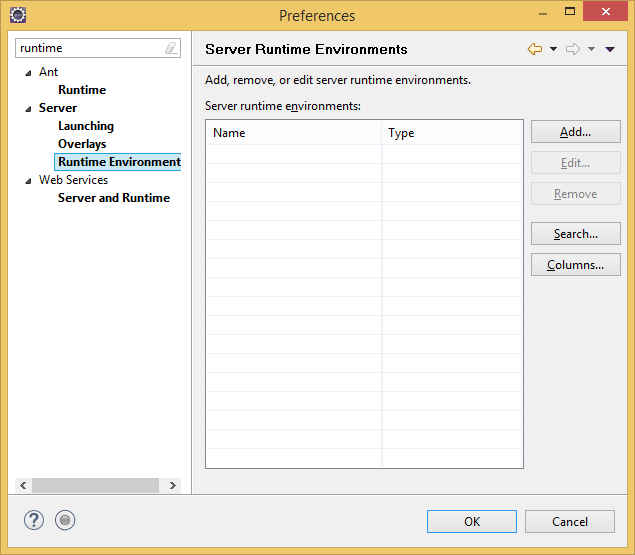 Preferences
runtime
Ant
Runtime
Server
Launching
Overlays
Runtime Environment
Web Services
Server and Runtime
Server Runtime Environments
Add, remove, or edit server runtime environments.
Server runtime environments:
Name Type
Add...
Edit...
Remove
Search...
Columns...
?
OK Cancel